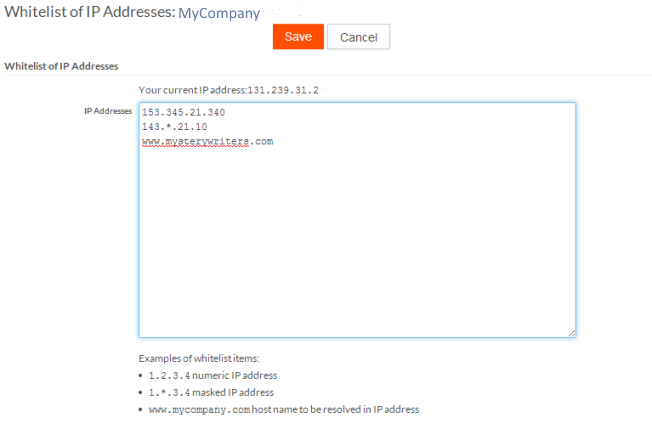 Whitelist of IP Addresses: MyCompany
Save Cancel
Whitelist of IP Addresses
Your current IP address:131.239.31.2
IP Addresses
153.345.21.340
143.*.21.10
www.mysterywriters.com
Examples of whitelist items:
• 1.2.3.4 numeric IP address
• 1.*.3.4 masked IP address
• www.mycompany.com host name to be resolved in IP address